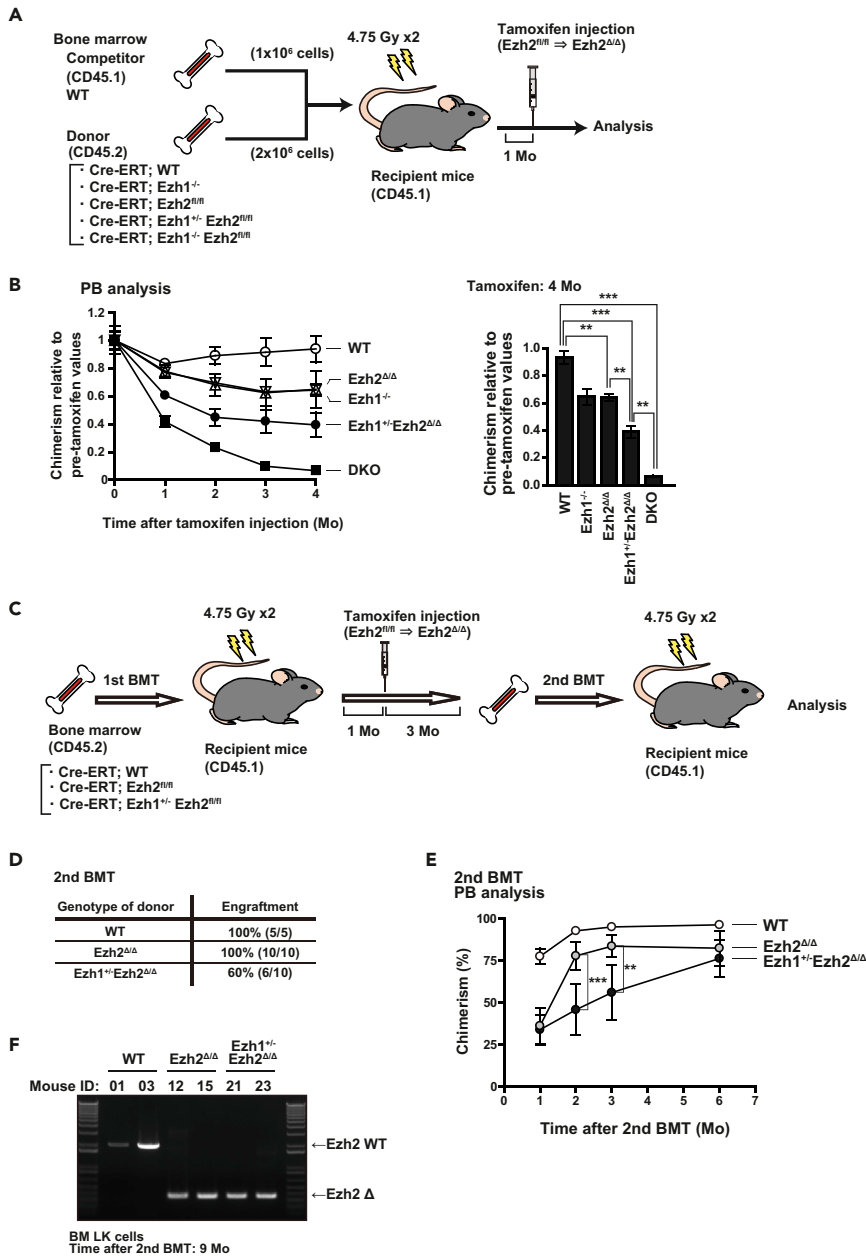 A
Bone marrow
Competitor
(CD45.1)
WT
(1x10⁶ cells)
Donor
(CD45.2)
(2x10⁶ cells)
· Cre-ERT; WT
· Cre-ERT; Ezh1-/-
· Cre-ERT; Ezh2fl/fl
· Cre-ERT; Ezh1+/- Ezh2fl/fl
· Cre-ERT; Ezh1-/- Ezh2fl/fl
4.75 Gy x2
Recipient mice
(CD45.1)
Tamoxifen injection
(Ezh2fl/fl ⇒ Ezh2Δ/Δ)
1 Mo
Analysis
B
PB analysis
Chimerism relative to
pre-tamoxifen values
1.2
1.0
0.8
0.6
0.4
0.2
0
0 1 2 3 4
Time after tamoxifen injection (Mo)
WT
Ezh2Δ/Δ
Ezh1-/-
Ezh1+/-Ezh2Δ/Δ
DKO
Tamoxifen: 4 Mo
***
***
**
**
**
Chimerism relative to
pre-tamoxifen values
1.0
0.8
0.6
0.4
0.2
0.0
WT
Ezh1-/-
Ezh2Δ/Δ
Ezh1+/-Ezh2Δ/Δ
DKO
C
1st BMT
Bone marrow
(CD45.2)
· Cre-ERT; WT
· Cre-ERT; Ezh2fl/fl
· Cre-ERT; Ezh1+/- Ezh2fl/fl
4.75 Gy x2
Recipient mice
(CD45.1)
Tamoxifen injection
(Ezh2fl/fl ⇒ Ezh2Δ/Δ)
1 Mo 3 Mo
2nd BMT
4.75 Gy x2
Recipient mice
(CD45.1)
Analysis
D
2nd BMT
Genotype of donor Engraftment
WT 100% (5/5)
Ezh2Δ/Δ 100% (10/10)
Ezh1+/-Ezh2Δ/Δ 60% (6/10)
E
2nd BMT
PB analysis
Chimerism (%)
100
75
50
25
0
0 1 2 3 4 5 6 7
Time after 2nd BMT (Mo)
***
**
WT
Ezh2Δ/Δ
Ezh1+/-Ezh2Δ/Δ
F
WT Ezh2Δ/Δ Ezh1+/- Ezh2Δ/Δ
Mouse ID: 01 03 12 15 21 23
←Ezh2 WT
←Ezh2 Δ
BM LK cells
Time after 2nd BMT: 9 Mo